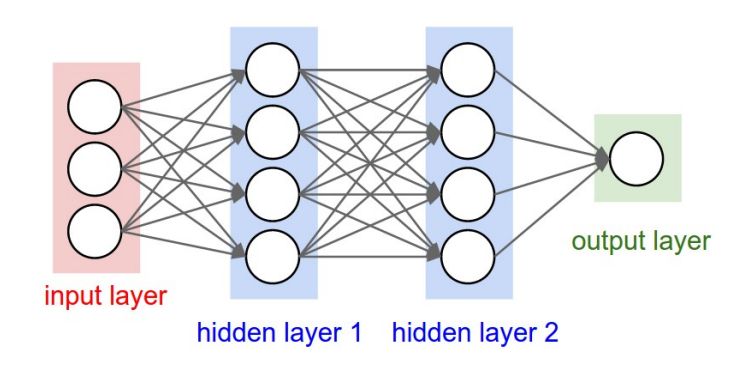 input layer
hidden layer 1
hidden layer 2
output layer